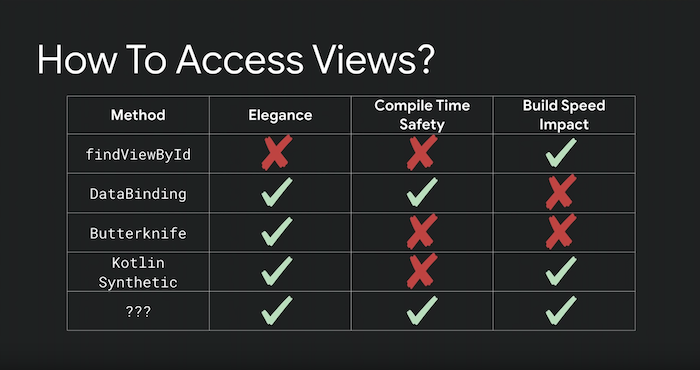 How To Access Views?
Method Elegance Compile Time Safety Build Speed Impact
findViewById
DataBinding
Butterknife
Kotlin Synthetic
???